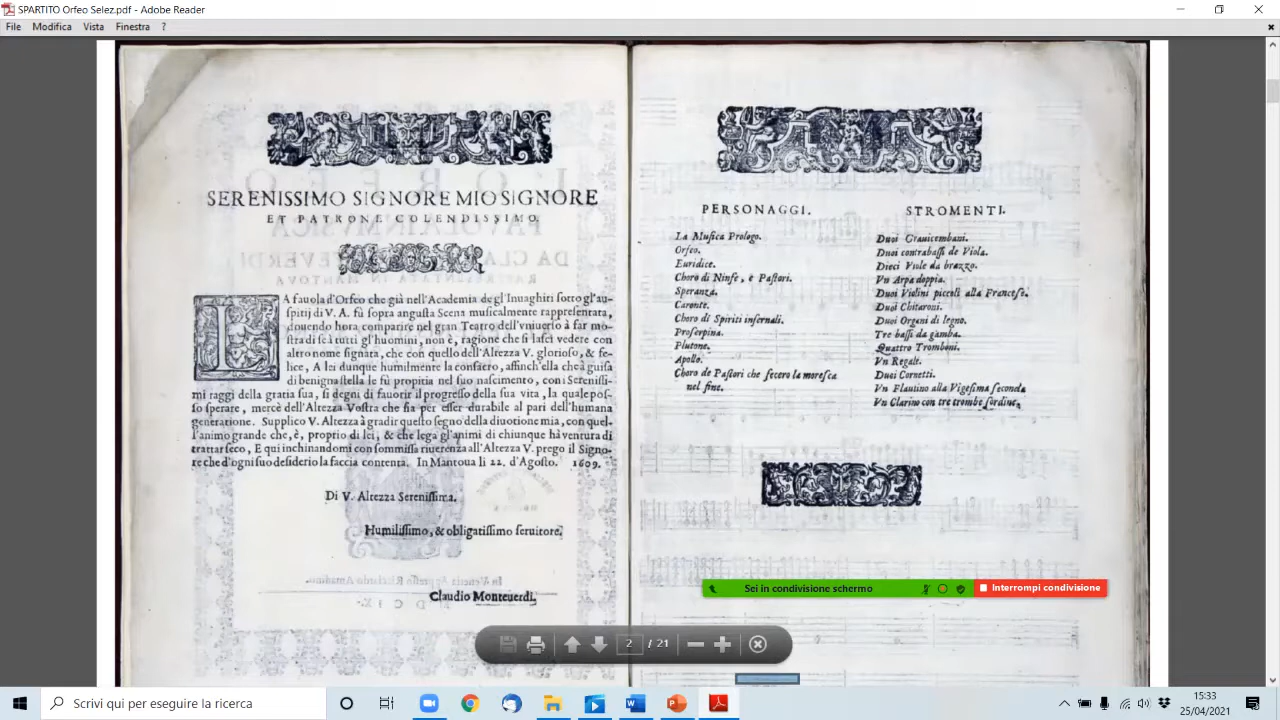 SPARTITO Orfeo Selez.pdf - Adobe Reader
File Modifica Vista Finestra ?
SERENISSIMO SIGNORE MIO SIGNORE
ET PATRONE COLENDISSIMO.
A fauola d'Orfeo che già nell'Academia de gl'Inuaghiti sotto gl'au-
spitij di V. A. fù sopra angusta Scena musicalmente rappresentata,
douendo hora comparire nel gran Teatro dell'vniuerso à far mo-
stra di se à tutti gl'huomini, non è, ragione che si lasci vedere con
altro nome signata, che con quello dell'Altezza V. glorioso, & fe-
lice, A lei dunque humilmente la consacro, affinch'ella che à guisa
di benigna stella le fù propitia nel suo nascimento, con i Serenissi-
mi raggi della gratia sua, si degni di fauorir il progresso della sua vita, la quale pos-
so sperare, mercè dell'Altezza Vostra che sia per esser durabile al pari dell'humana
generatione. Supplico V. Altezza à gradir questo segno della diuotione mia, con quel-
l'animo grande che, è, proprio di lei, & che lega gl'animi di chiunque hà ventura di
trattar seco, E qui inchinandomi con sommissa riuerenza all'Altezza V. prego il Signo-
re che d'ogni suo desiderio la faccia contenta. In Mantoua li 22. d'Agosto. 1609.
Di V. Altezza Serenissima.
Humilissimo, & obligatissimo seruitore.
Claudio Monteuerdi.
PERSONAGGI.
La Musica Prologo.
Orfeo.
Euridice.
Choro di Ninfe, e Pastori.
Speranza.
Caronte.
Choro di Spiriti infernali.
Proserpina.
Plutone.
Apollo.
Choro de Pastori che fecero la moresca
nel fine.
STROMENTI.
Duoi Grauicembani.
Duoi contrabassi de Viola.
Dieci Viole da brazzo.
Vn Arpa doppia.
Duoi Violini piccoli alla Francese.
Duoi Chitaroni.
Duoi Organi di legno.
Tre bassi da gamba.
Quattro Tromboni.
Vn Regale.
Duoi Cornetti.
Vn Flautino alla Vigesima seconda
Vn Clarino con tre trombe sordine,
Sei in condivisione schermo
Interrompi condivisione
2 / 21
Scrivi qui per eseguire la ricerca
15:33
25/04/2021